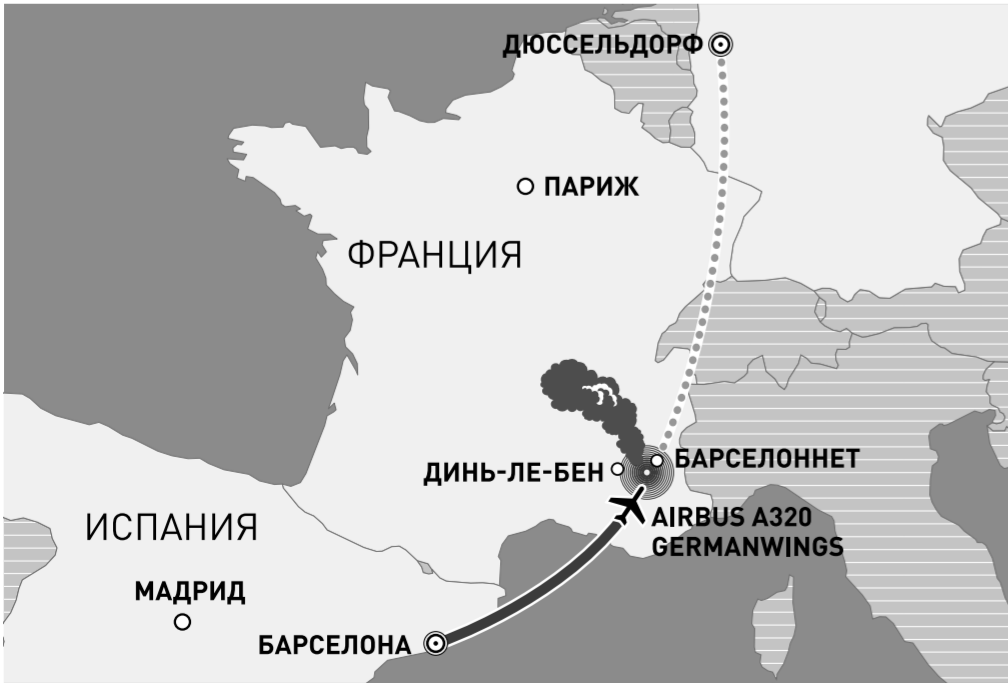 ДЮССЕЛЬДОРФ
ПАРИЖ
ФРАНЦИЯ
БАРСЕЛОННЕТ
ДИНЬ-ЛЕ-БЕН
AIRBUS A320
GERMANWINGS
ИСПАНИЯ
МАДРИД
БАРСЕЛОНА